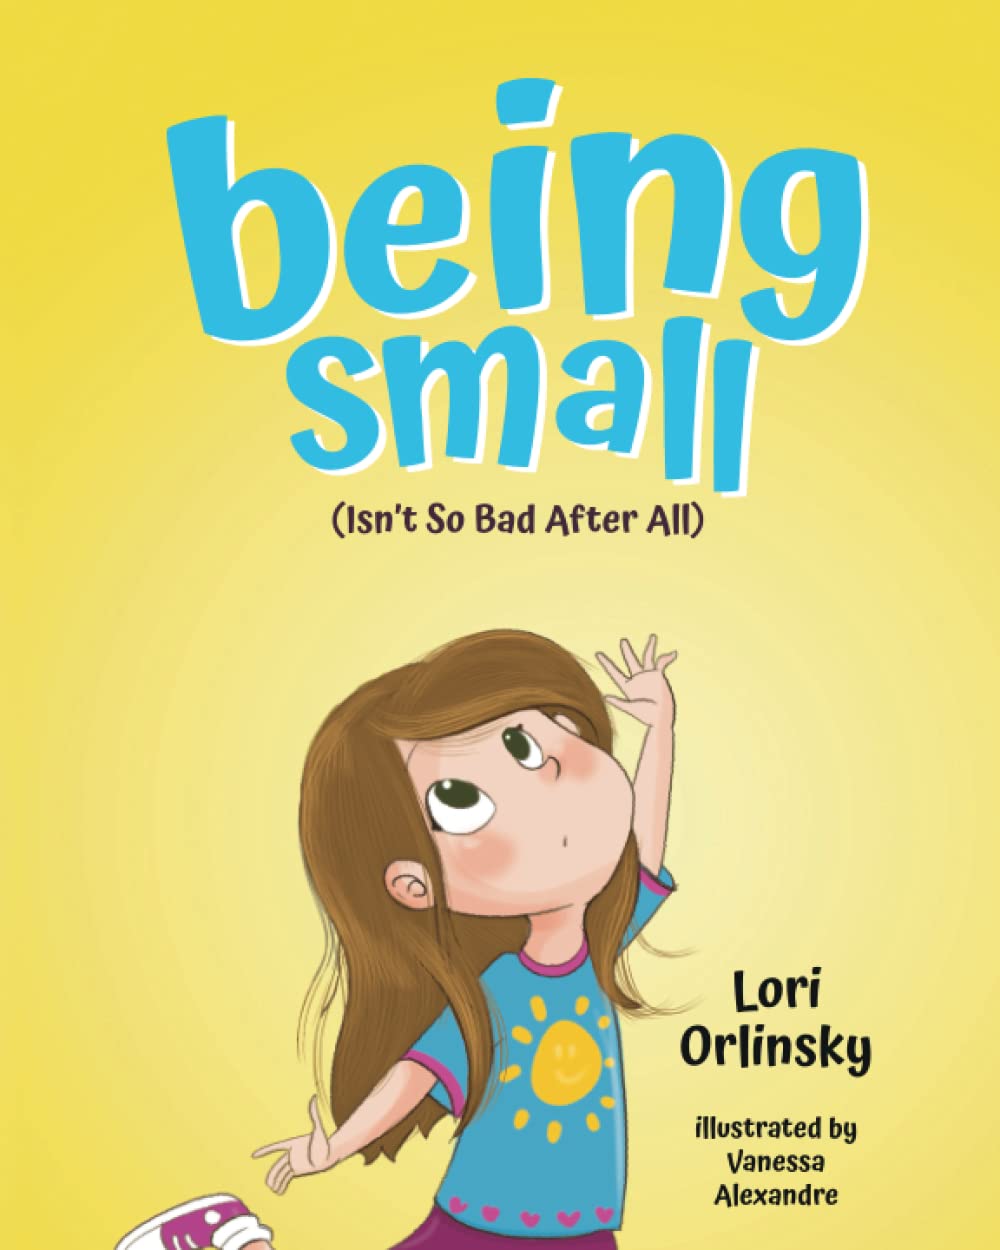 being
small
(Isn't So Bad After All)
Lori
Orlinsky
illustrated by
Vanessa
Alexandre